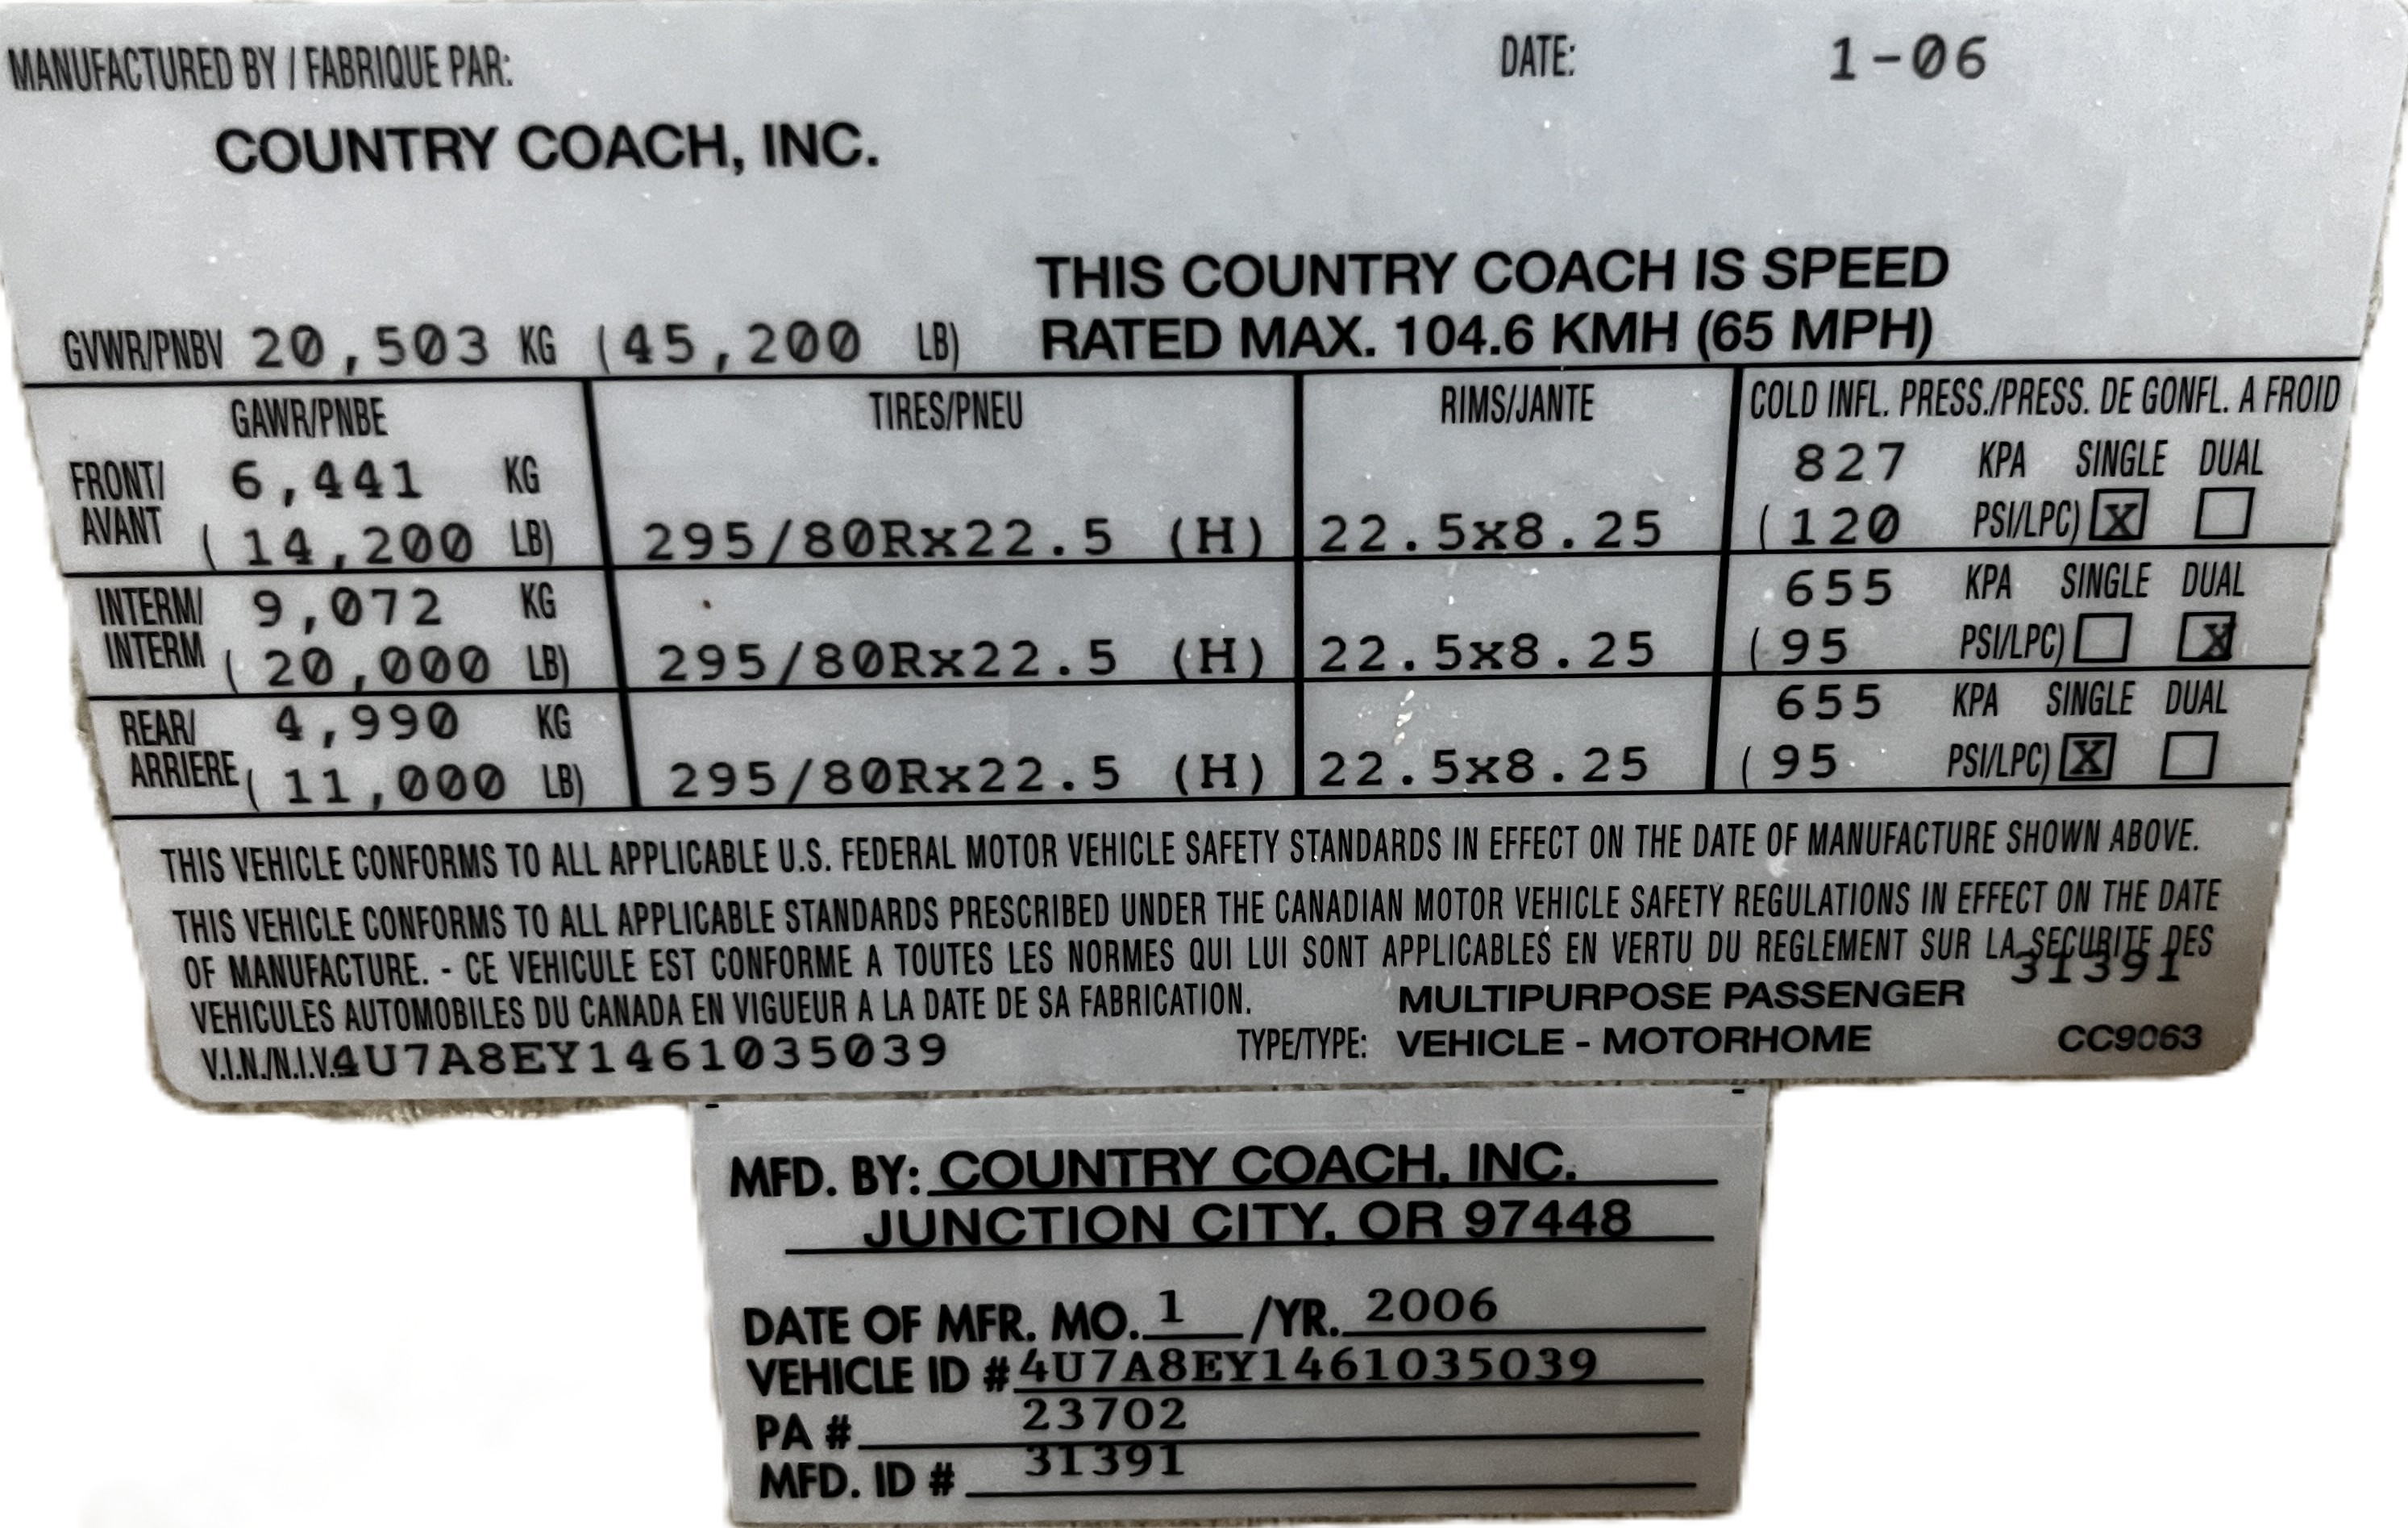 MANUFACTURED BY / FABRIQUE PAR: DATE: 1-06
COUNTRY COACH, INC.
THIS COUNTRY COACH IS SPEED
RATED MAX. 104.6 KMH (65 MPH)
GVWR/PNBV 20,503 KG (45,200 LB)
GAWR/PNBE TIRES/PNEU RIMS/JANTE COLD INFL. PRESS./PRESS. DE GONFL. A FROID
FRONT/ 6,441 KG 827 KPA SINGLE DUAL
AVANT (14,200 LB) 295/80Rx22.5 (H) 22.5x8.25 (120 PSI/LPC) X
INTERM/ 9,072 KG 655 KPA SINGLE DUAL
INTERM (20,000 LB) 295/80Rx22.5 (H) 22.5x8.25 (95 PSI/LPC) X
REAR/ 4,990 KG 655 KPA SINGLE DUAL
ARRIERE (11,000 LB) 295/80Rx22.5 (H) 22.5x8.25 (95 PSI/LPC) X
THIS VEHICLE CONFORMS TO ALL APPLICABLE U.S. FEDERAL MOTOR VEHICLE SAFETY STANDARDS IN EFFECT ON THE DATE OF MANUFACTURE SHOWN ABOVE.
THIS VEHICLE CONFORMS TO ALL APPLICABLE STANDARDS PRESCRIBED UNDER THE CANADIAN MOTOR VEHICLE SAFETY REGULATIONS IN EFFECT ON THE DATE
OF MANUFACTURE. - CE VEHICULE EST CONFORME A TOUTES LES NORMES QUI LUI SONT APPLICABLES EN VERTU DU REGLEMENT SUR LA SECURITE DES
VEHICULES AUTOMOBILES DU CANADA EN VIGUEUR A LA DATE DE SA FABRICATION.
31391
V.I.N./N.I.V. 4U7A8EY1461035039 TYPE/TYPE: MULTIPURPOSE PASSENGER
VEHICLE - MOTORHOME CC9063
MFD. BY: COUNTRY COACH, INC.
JUNCTION CITY, OR 97448
DATE OF MFR. MO. 1 /YR. 2006
VEHICLE ID # 4U7A8EY1461035039
PA # 23702
MFD. ID # 31391